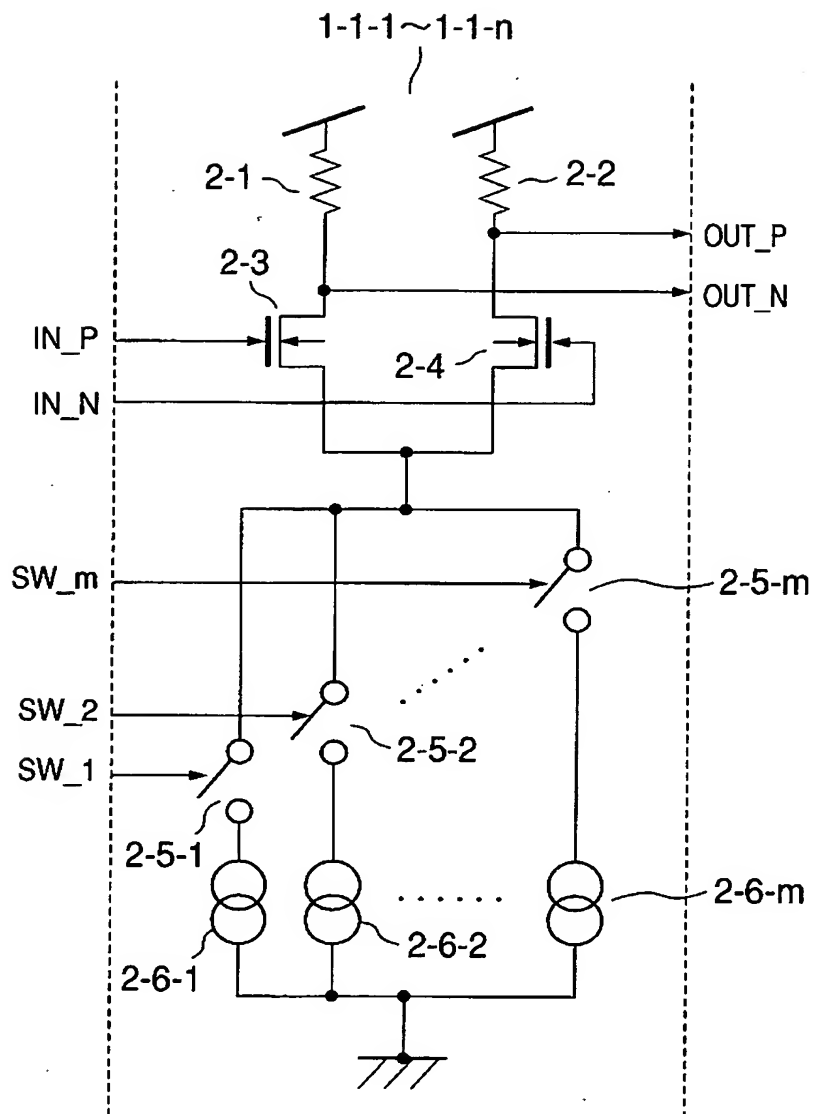 1-1-1～1-1-n
2-1
2-2
OUT_P
2-3
OUT_N
IN_P
2-4
IN_N
SW_m
2-5-m
SW_2
2-5-2
SW_1
2-5-1
2-6-m
2-6-2
2-6-1